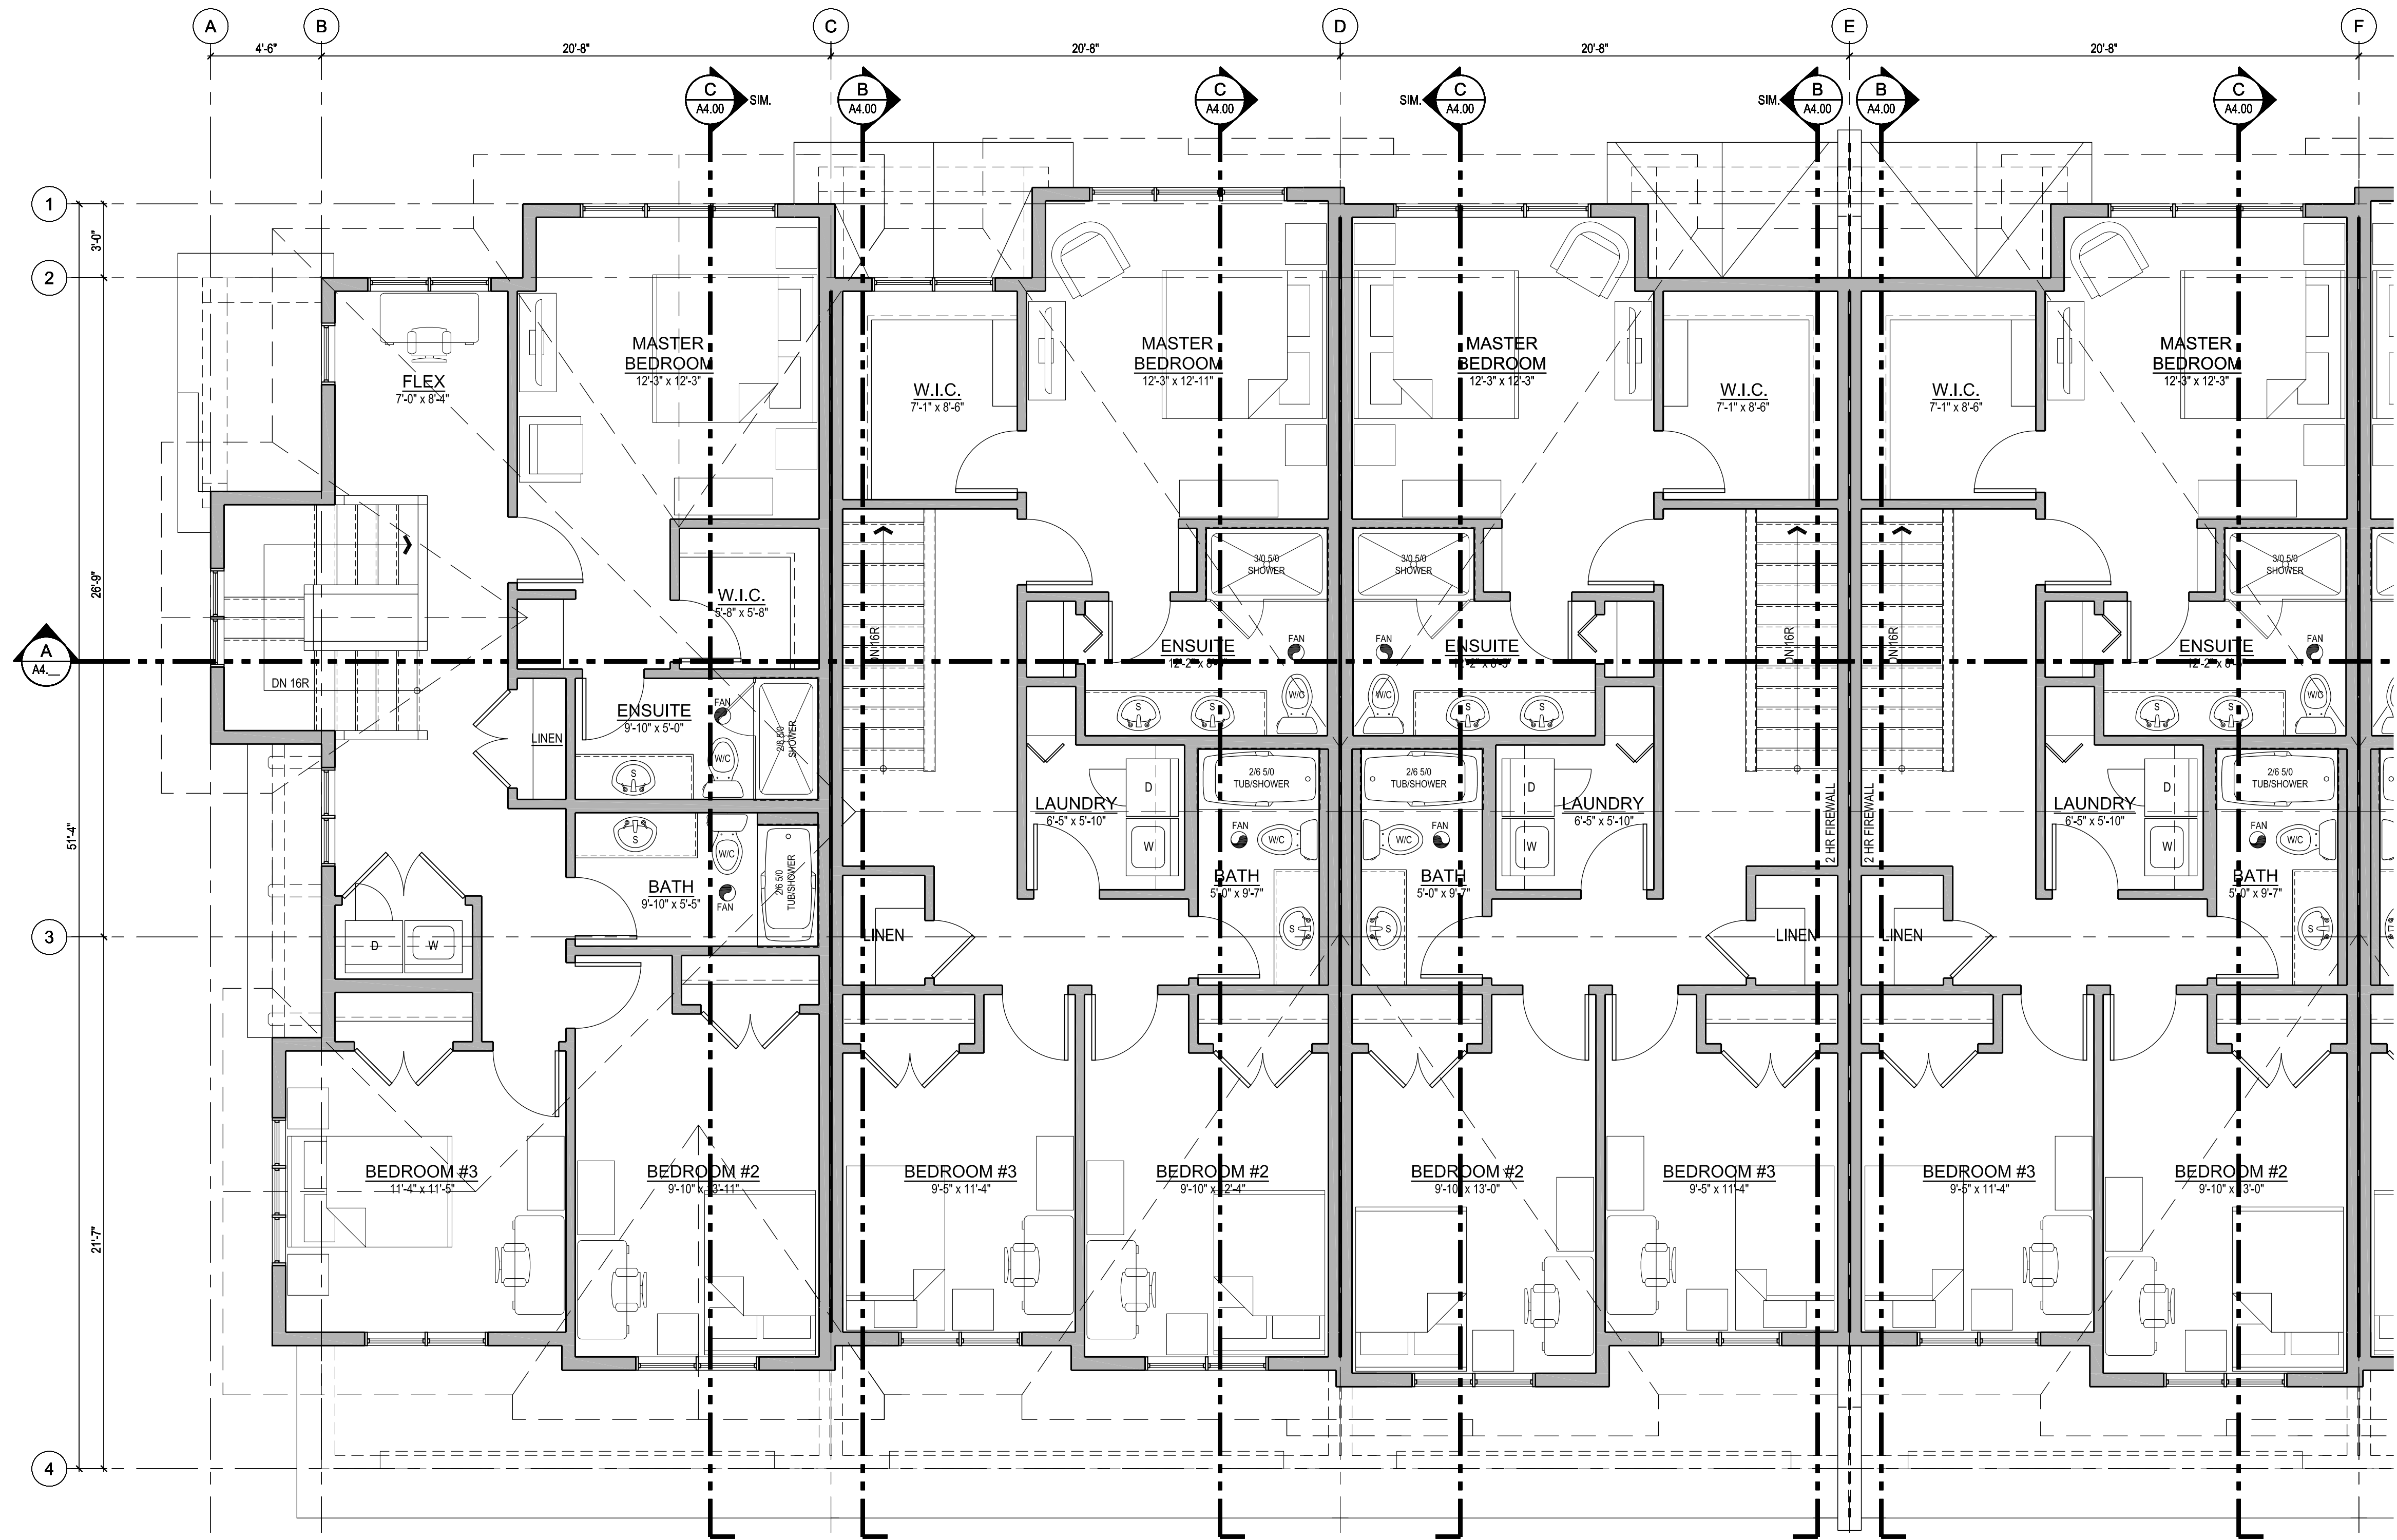 A
B
C
D
E
F
4'-6"
20'-8"
20'-8"
20'-8"
20'-8"
C
A4.00
SIM.
B
A4.00
C
A4.00
SIM.
C
A4.00
SIM.
B
A4.00
B
A4.00
C
A4.00
1
2
3
4
3'-0"
26'-9"
51'-4"
21'-7"
A
A4.__
FLEX
7'-0" x 8'-4"
MASTER
BEDROOM
12'-3" x 12'-3"
W.I.C.
7'-1" x 8'-6"
MASTER
BEDROOM
12'-3" x 12'-11"
MASTER
BEDROOM
12'-3" x 12'-3"
W.I.C.
7'-1" x 8'-6"
W.I.C.
7'-1" x 8'-6"
MASTER
BEDROOM
12'-3" x 12'-3"
W.I.C.
5'-8" x 5'-8"
3/0 5/0
SHOWER
3/0 5/0
SHOWER
3/0 5/0
SHOWER
DN 16R
DN 16R
DN 16R
DN 16R
LINEN
ENSUITE
9'-10" x 5'-0"
FAN
W/C
S
2/8 5/0
SHOWER
ENSUITE
FAN
W/C
S
S
ENSUITE
FAN
W/C
S
S
ENSUITE
FAN
W/C
S
S
BATH
9'-10" x 5'-5"
S
W/C
FAN
2/6 5/0
TUB/SHOWER
LAUNDRY
6'-5" x 5'-10"
D
W
2/6 5/0
TUB/SHOWER
FAN
W/C
BATH
5'-0" x 9'-7"
S
2/6 5/0
TUB/SHOWER
W/C
FAN
BATH
5'-0" x 9'-7"
S
D
W
LAUNDRY
6'-5" x 5'-10"
2 HR FIREWALL
2 HR FIREWALL
LAUNDRY
6'-5" x 5'-10"
D
W
2/6 5/0
TUB/SHOWER
FAN
W/C
BATH
5'-0" x 9'-7"
S
D
W
LINEN
LINEN
LINEN
BEDROOM #3
11'-4" x 11'-5"
BEDROOM #2
9'-10" x 13'-11"
BEDROOM #3
9'-5" x 11'-4"
BEDROOM #2
9'-10" x 12'-4"
BEDROOM #2
9'-10" x 13'-0"
BEDROOM #3
9'-5" x 11'-4"
BEDROOM #3
9'-5" x 11'-4"
BEDROOM #2
9'-10" x 13'-0"